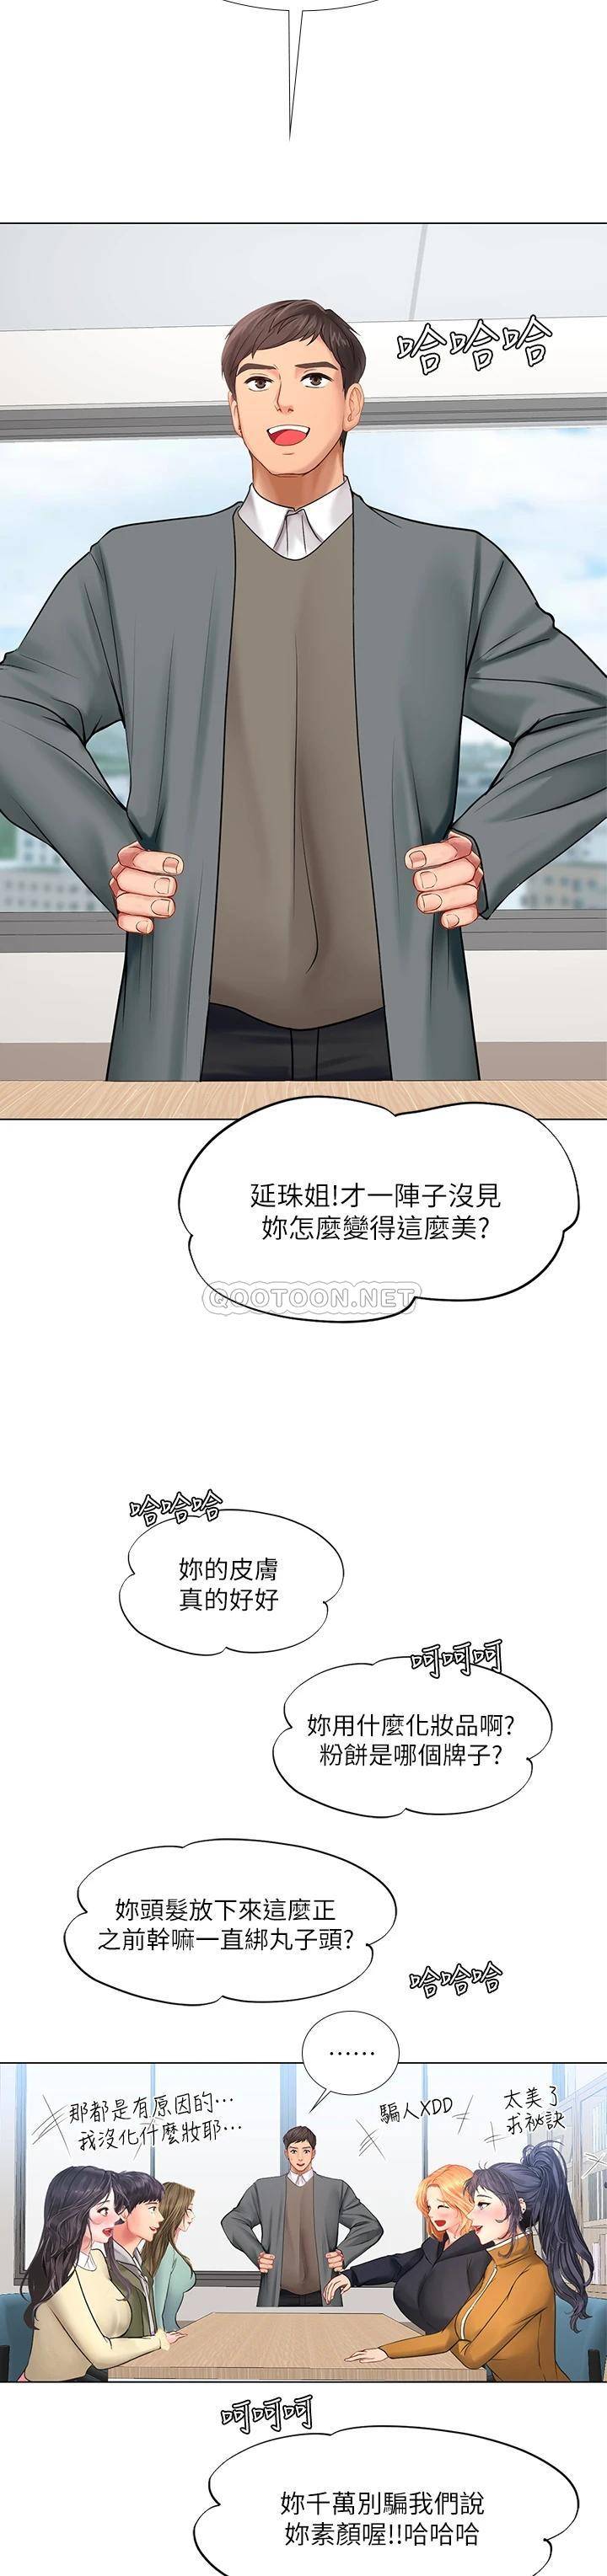 哈哈哈
延珠姐!才一陣子沒見
妳怎麼變得這麼美?
QOOTOON.NET
哈哈哈
妳的皮膚
真的好好
呵呵呵
妳用什麼化妝品啊?
粉餅是哪個牌子?
妳頭髮放下來這麼正
之前幹嘛一直綁丸子頭?
哈哈哈
⋯⋯
那都是有原因的…
我沒化什麼妝耶…
騙人XDD
太美了
求祕訣
呵呵呵
妳千萬別騙我們說
妳素顏喔!!哈哈哈